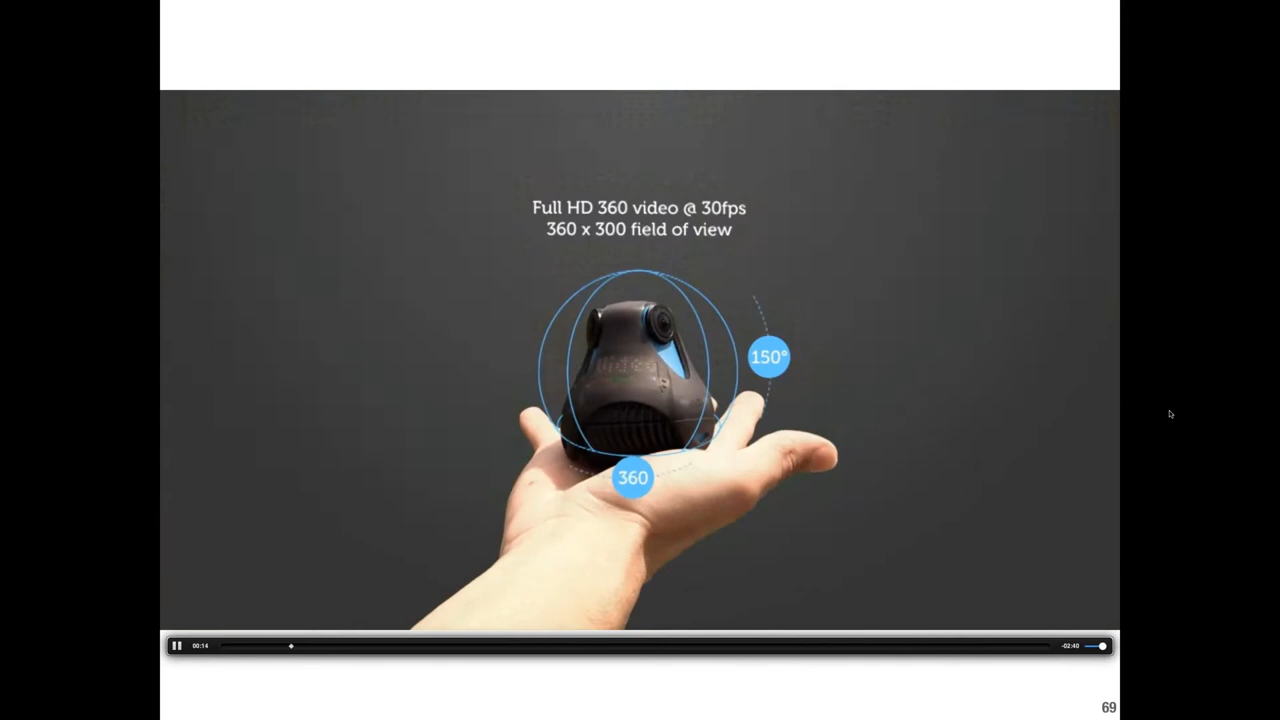 Full HD 360 video @ 30fps
360 x 300 field of view
150°
360
00:14
-02:40
69